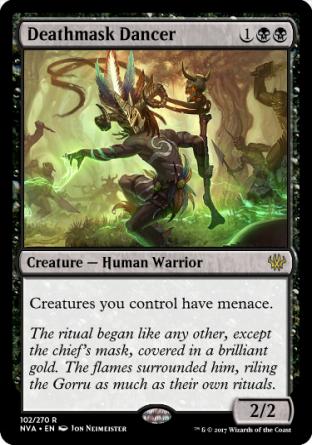 Deathmask Dancer 1
Creature — Human Warrior
Creatures you control have menace.
The ritual began like any other, except
the chief's mask, covered in a brilliant
gold. The flames surrounded him, riling
the Gorru as much as their own rituals.
2/2
102/270 R
NVA • EN Jon Neimeister
™ & © 2017 Wizards of the Coast